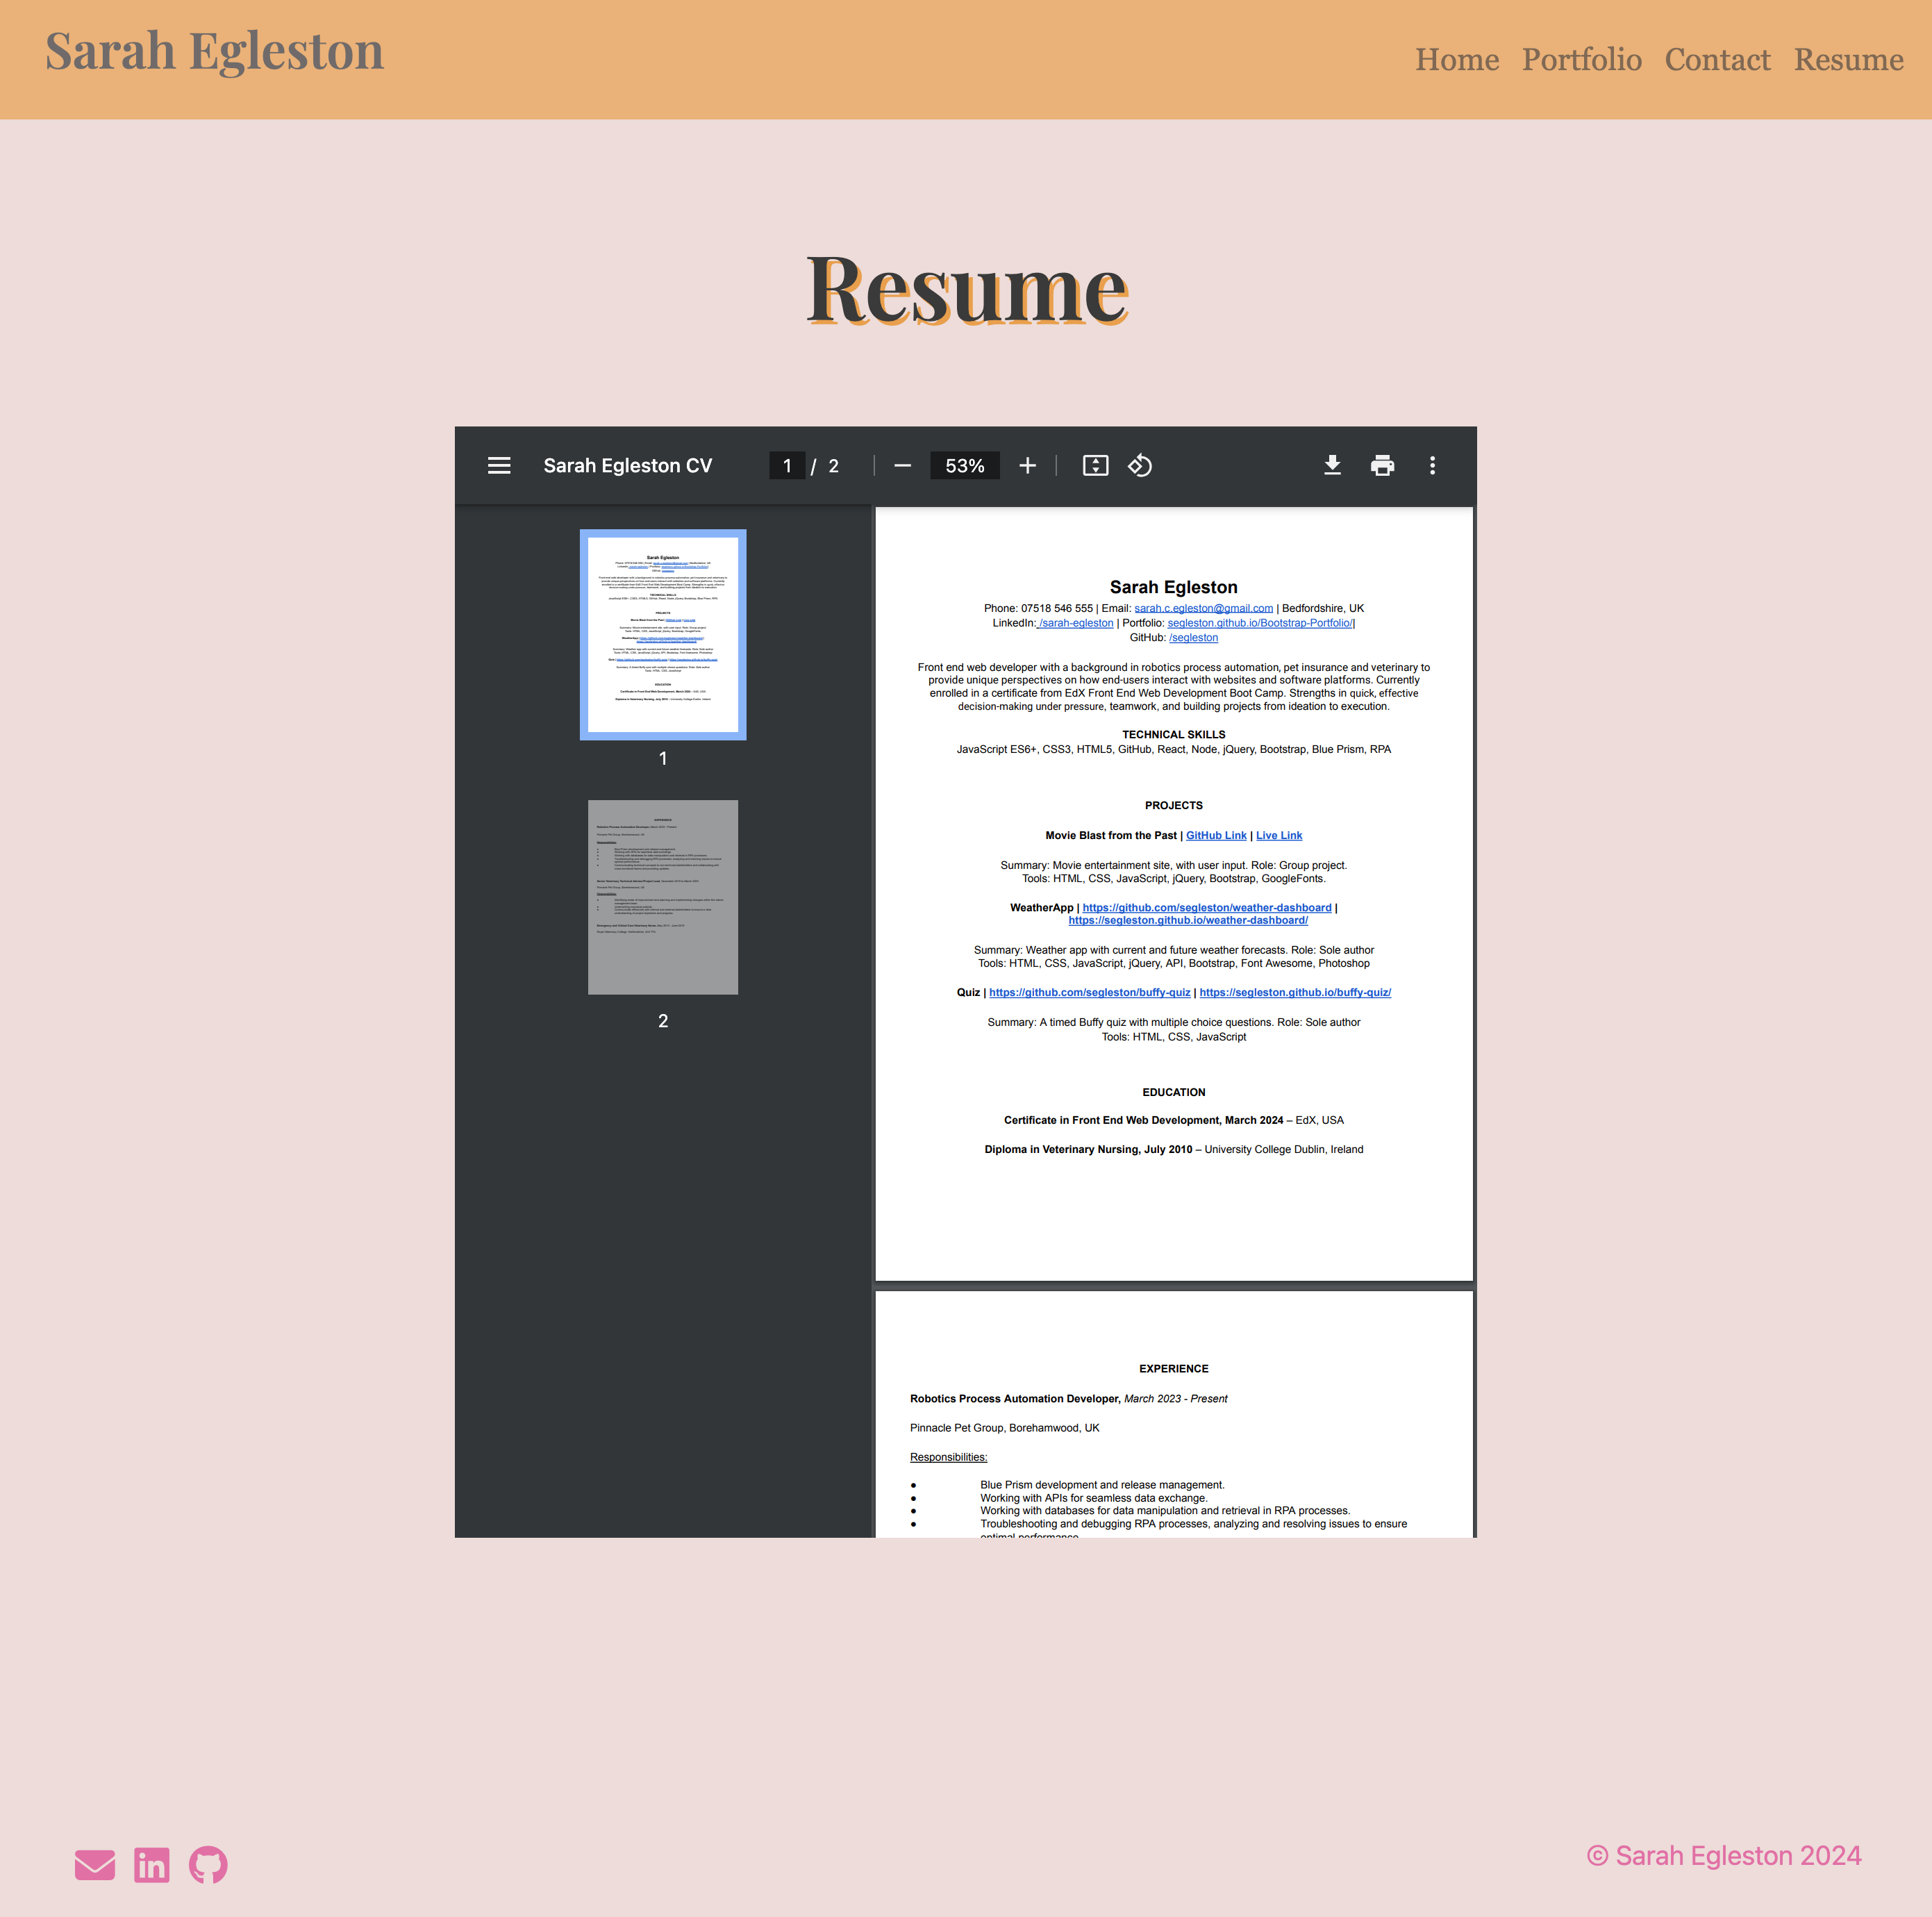 Sarah Egleston
Home Portfolio Contact Resume
Resume
Sarah Egleston CV
1 / 2
53%
1
2
Sarah Egleston
Phone: 07518 546 555 | Email: sarah.c.egleston@gmail.com | Bedfordshire, UK
LinkedIn: /sarah-egleston | Portfolio: segleston.github.io/Bootstrap-Portfolio/|
GitHub: /segleston
Front end web developer with a background in robotics process automation, pet insurance and veterinary to
provide unique perspectives on how end-users interact with websites and software platforms. Currently
enrolled in a certificate from EdX Front End Web Development Boot Camp. Strengths in quick, effective
decision-making under pressure, teamwork, and building projects from ideation to execution.
TECHNICAL SKILLS
JavaScript ES6+, CSS3, HTML5, GitHub, React, Node, jQuery, Bootstrap, Blue Prism, RPA
PROJECTS
Movie Blast from the Past | GitHub Link | Live Link
Summary: Movie entertainment site, with user input. Role: Group project.
Tools: HTML, CSS, JavaScript, jQuery, Bootstrap, GoogleFonts.
WeatherApp | https://github.com/segleston/weather-dashboard |
https://segleston.github.io/weather-dashboard/
Summary: Weather app with current and future weather forecasts. Role: Sole author
Tools: HTML, CSS, JavaScript, jQuery, API, Bootstrap, Font Awesome, Photoshop
Quiz | https://github.com/segleston/buffy-quiz | https://segleston.github.io/buffy-quiz/
Summary: A timed Buffy quiz with multiple choice questions. Role: Sole author
Tools: HTML, CSS, JavaScript
EDUCATION
Certificate in Front End Web Development, March 2024 – EdX, USA
Diploma in Veterinary Nursing, July 2010 – University College Dublin, Ireland
EXPERIENCE
Robotics Process Automation Developer, March 2023 - Present
Pinnacle Pet Group, Borehamwood, UK
Responsibilities:
● Blue Prism development and release management.
● Working with APIs for seamless data exchange.
● Working with databases for data manipulation and retrieval in RPA processes.
● Troubleshooting and debugging RPA processes, analyzing and resolving issues to ensure
optimal performance.
© Sarah Egleston 2024